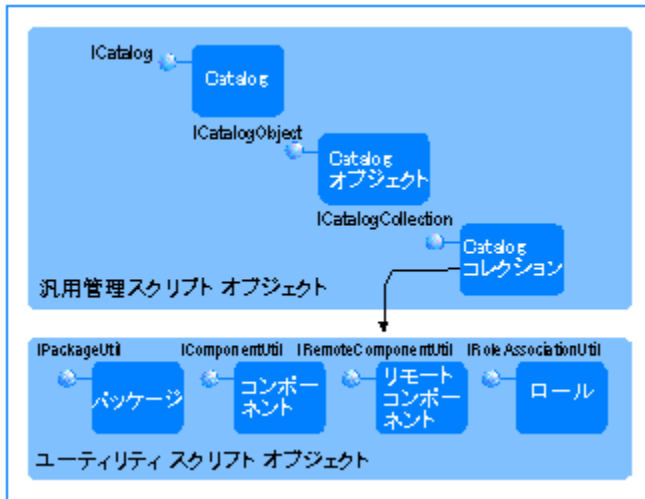 ICatalog
Catalog
ICatalogObject
Catalog
オブジェクト
ICatalogCollection
Catalog
コレクション
汎用管理スクリプト オブジェクト
IPackageUtil
IComponentUtil
IRemoteComponentUtil
IRoleAssociationUtil
パッケージ
コンポー
ネント
リモート
コンポー
ネント
ロール
ユーティリティ スクリプト オブジェクト